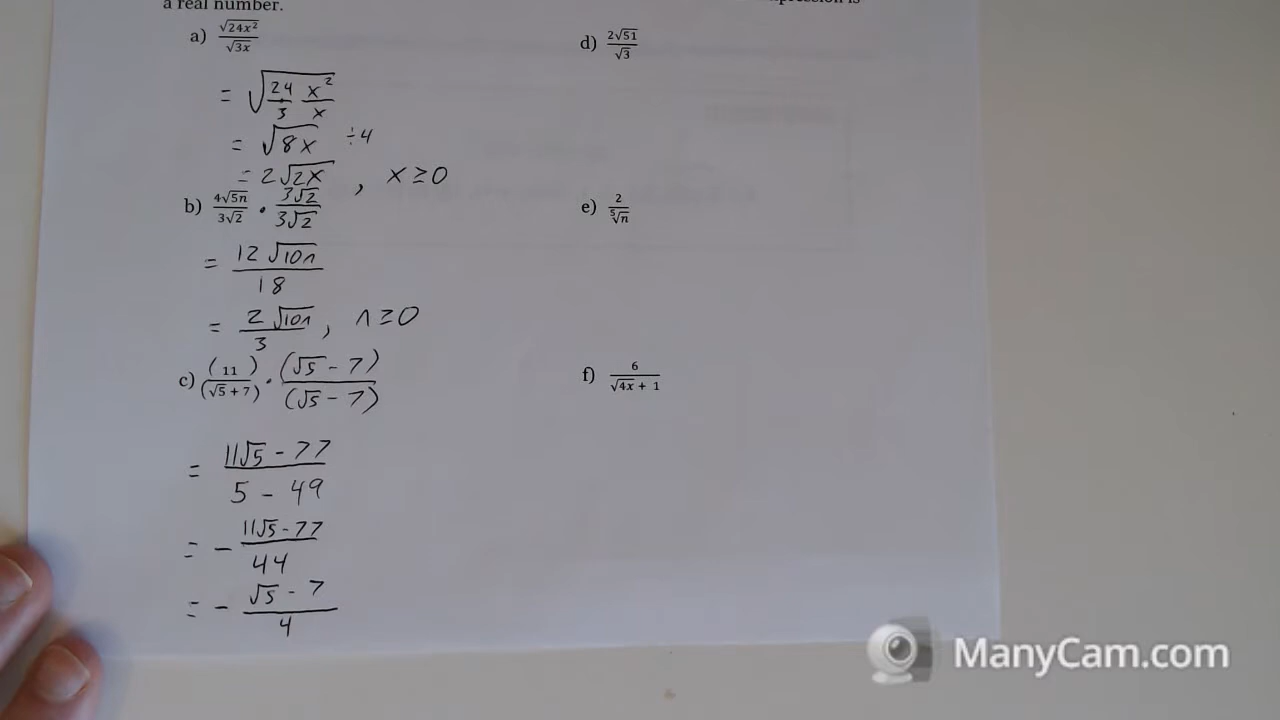 a real number.
a) √24x² / √3x
= √(24/3 x²/x)
= √8x ÷4
= 2√2x , x ≥ 0
b) 4√5n / 3√2 · 3√2 / 3√2
= 12√10n / 18
= 2√10n / 3 , n ≥ 0
c) (11) / (√5 + 7) · (√5 - 7) / (√5 - 7)
= 11√5 - 77 / 5 - 49
= - 11√5 - 77 / 44
= - √5 - 7 / 4
d) 2√51 / √3
e) 2 / ⁵√n
f) 6 / √4x + 1
ManyCam.com